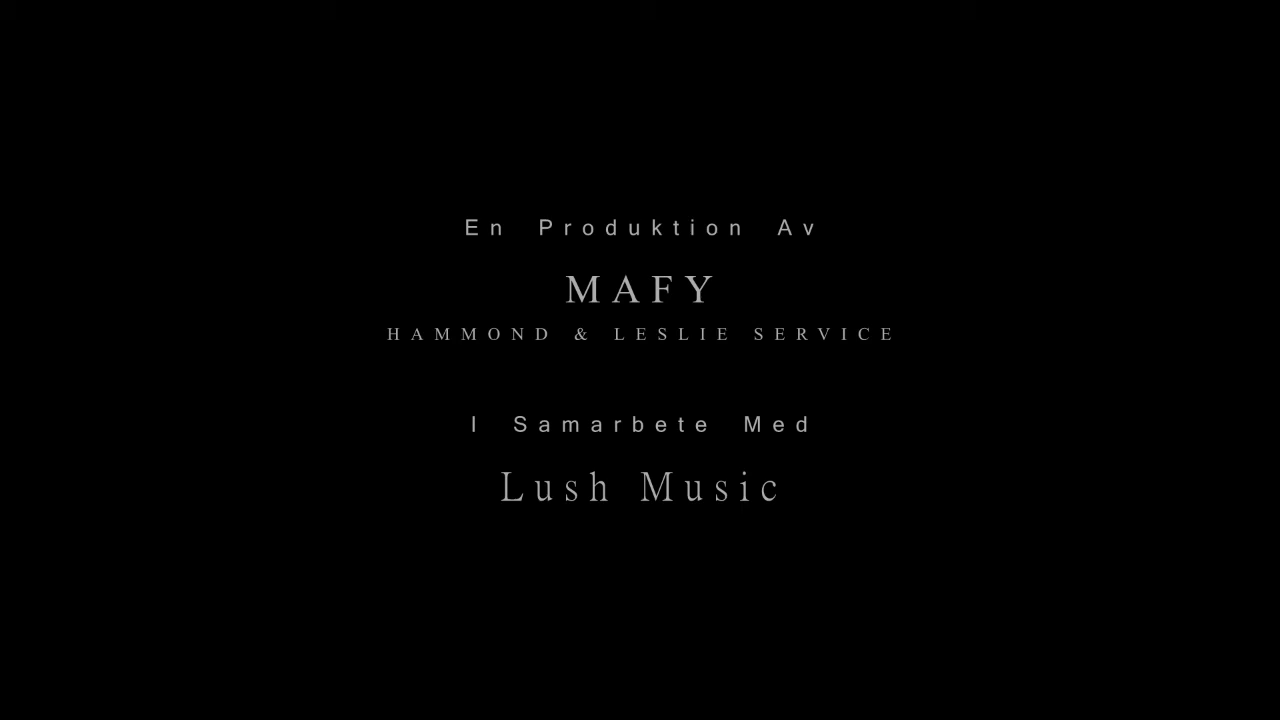 En Produktion Av
MAFY
HAMMOND & LESLIE SERVICE
I Samarbete Med
Lush Music